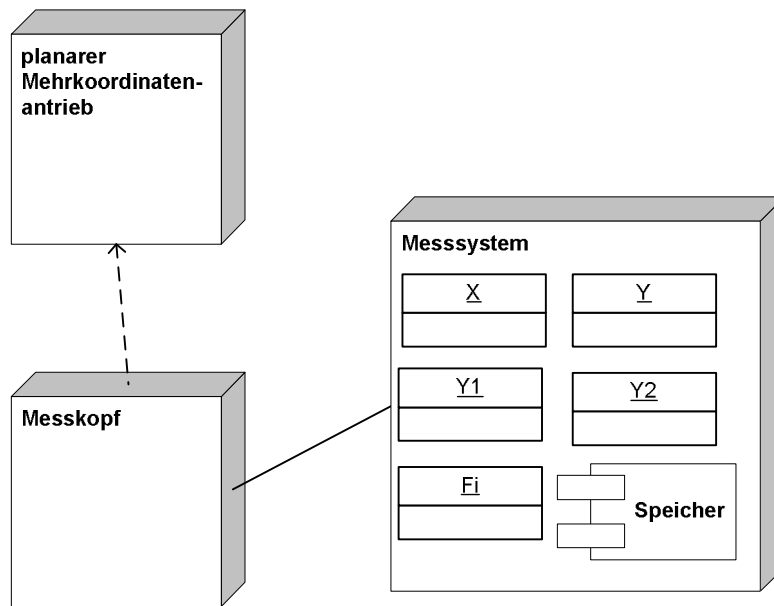 planarer
Mehrkoordinaten-
antrieb
Messsystem
X
Y
Messkopf
Y1
Y2
Fi
Speicher